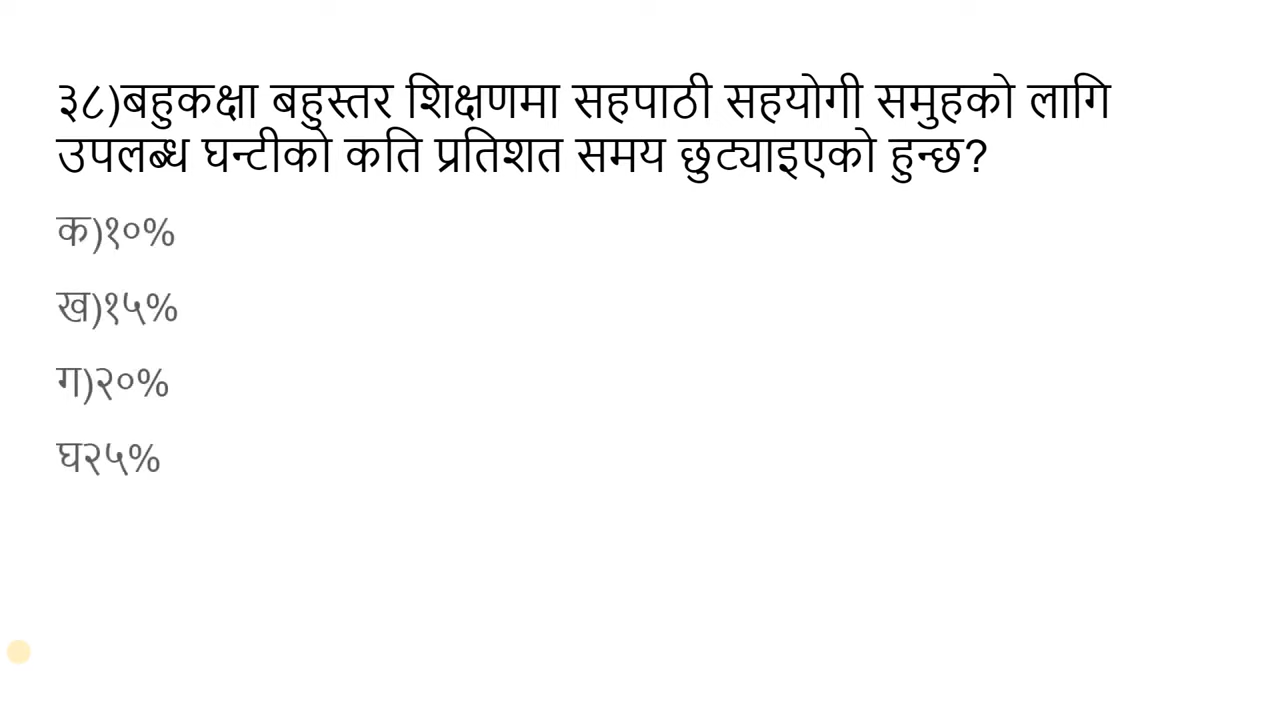 ३८)बहुकक्षा बहुस्तर शिक्षणमा सहपाठी सहयोगी समुहको लागि
उपलब्ध घन्टीको कति प्रतिशत समय छुट्याइएको हुन्छ?
क)१०%
ख)१५%
ग)२०%
घ२५%